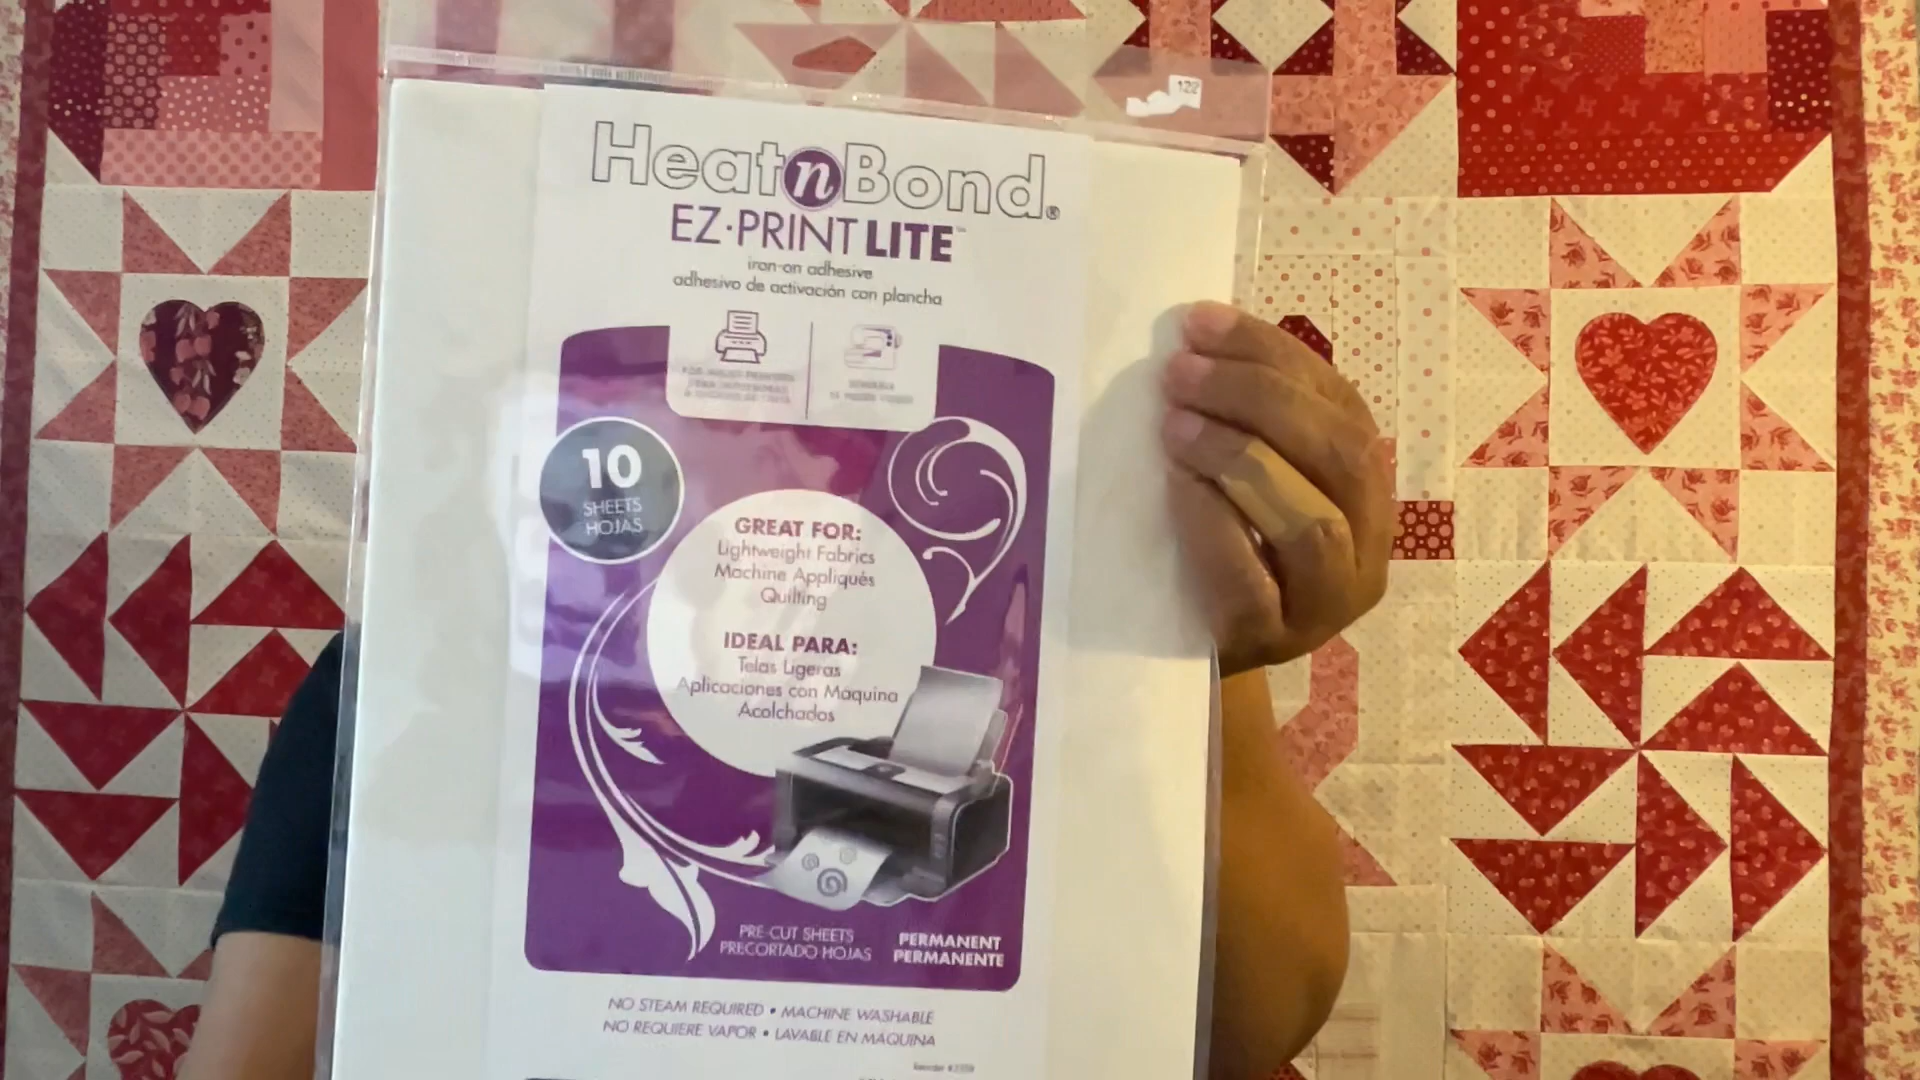 122
HeatnBond®
EZ·PRINT LITE™
iron-on adhesive
adhesivo de activación con plancha
10
SHEETS
HOJAS
GREAT FOR:
Lightweight Fabrics
Machine Appliqués
Quilting
IDEAL PARA:
Telas Ligeras
Aplicaciones con Máquina
Acolchados
PRE-CUT SHEETS
PRECORTADO HOJAS
PERMANENT
PERMANENTE
NO STEAM REQUIRED • MACHINE WASHABLE
NO REQUIERE VAPOR • LAVABLE EN MÁQUINA